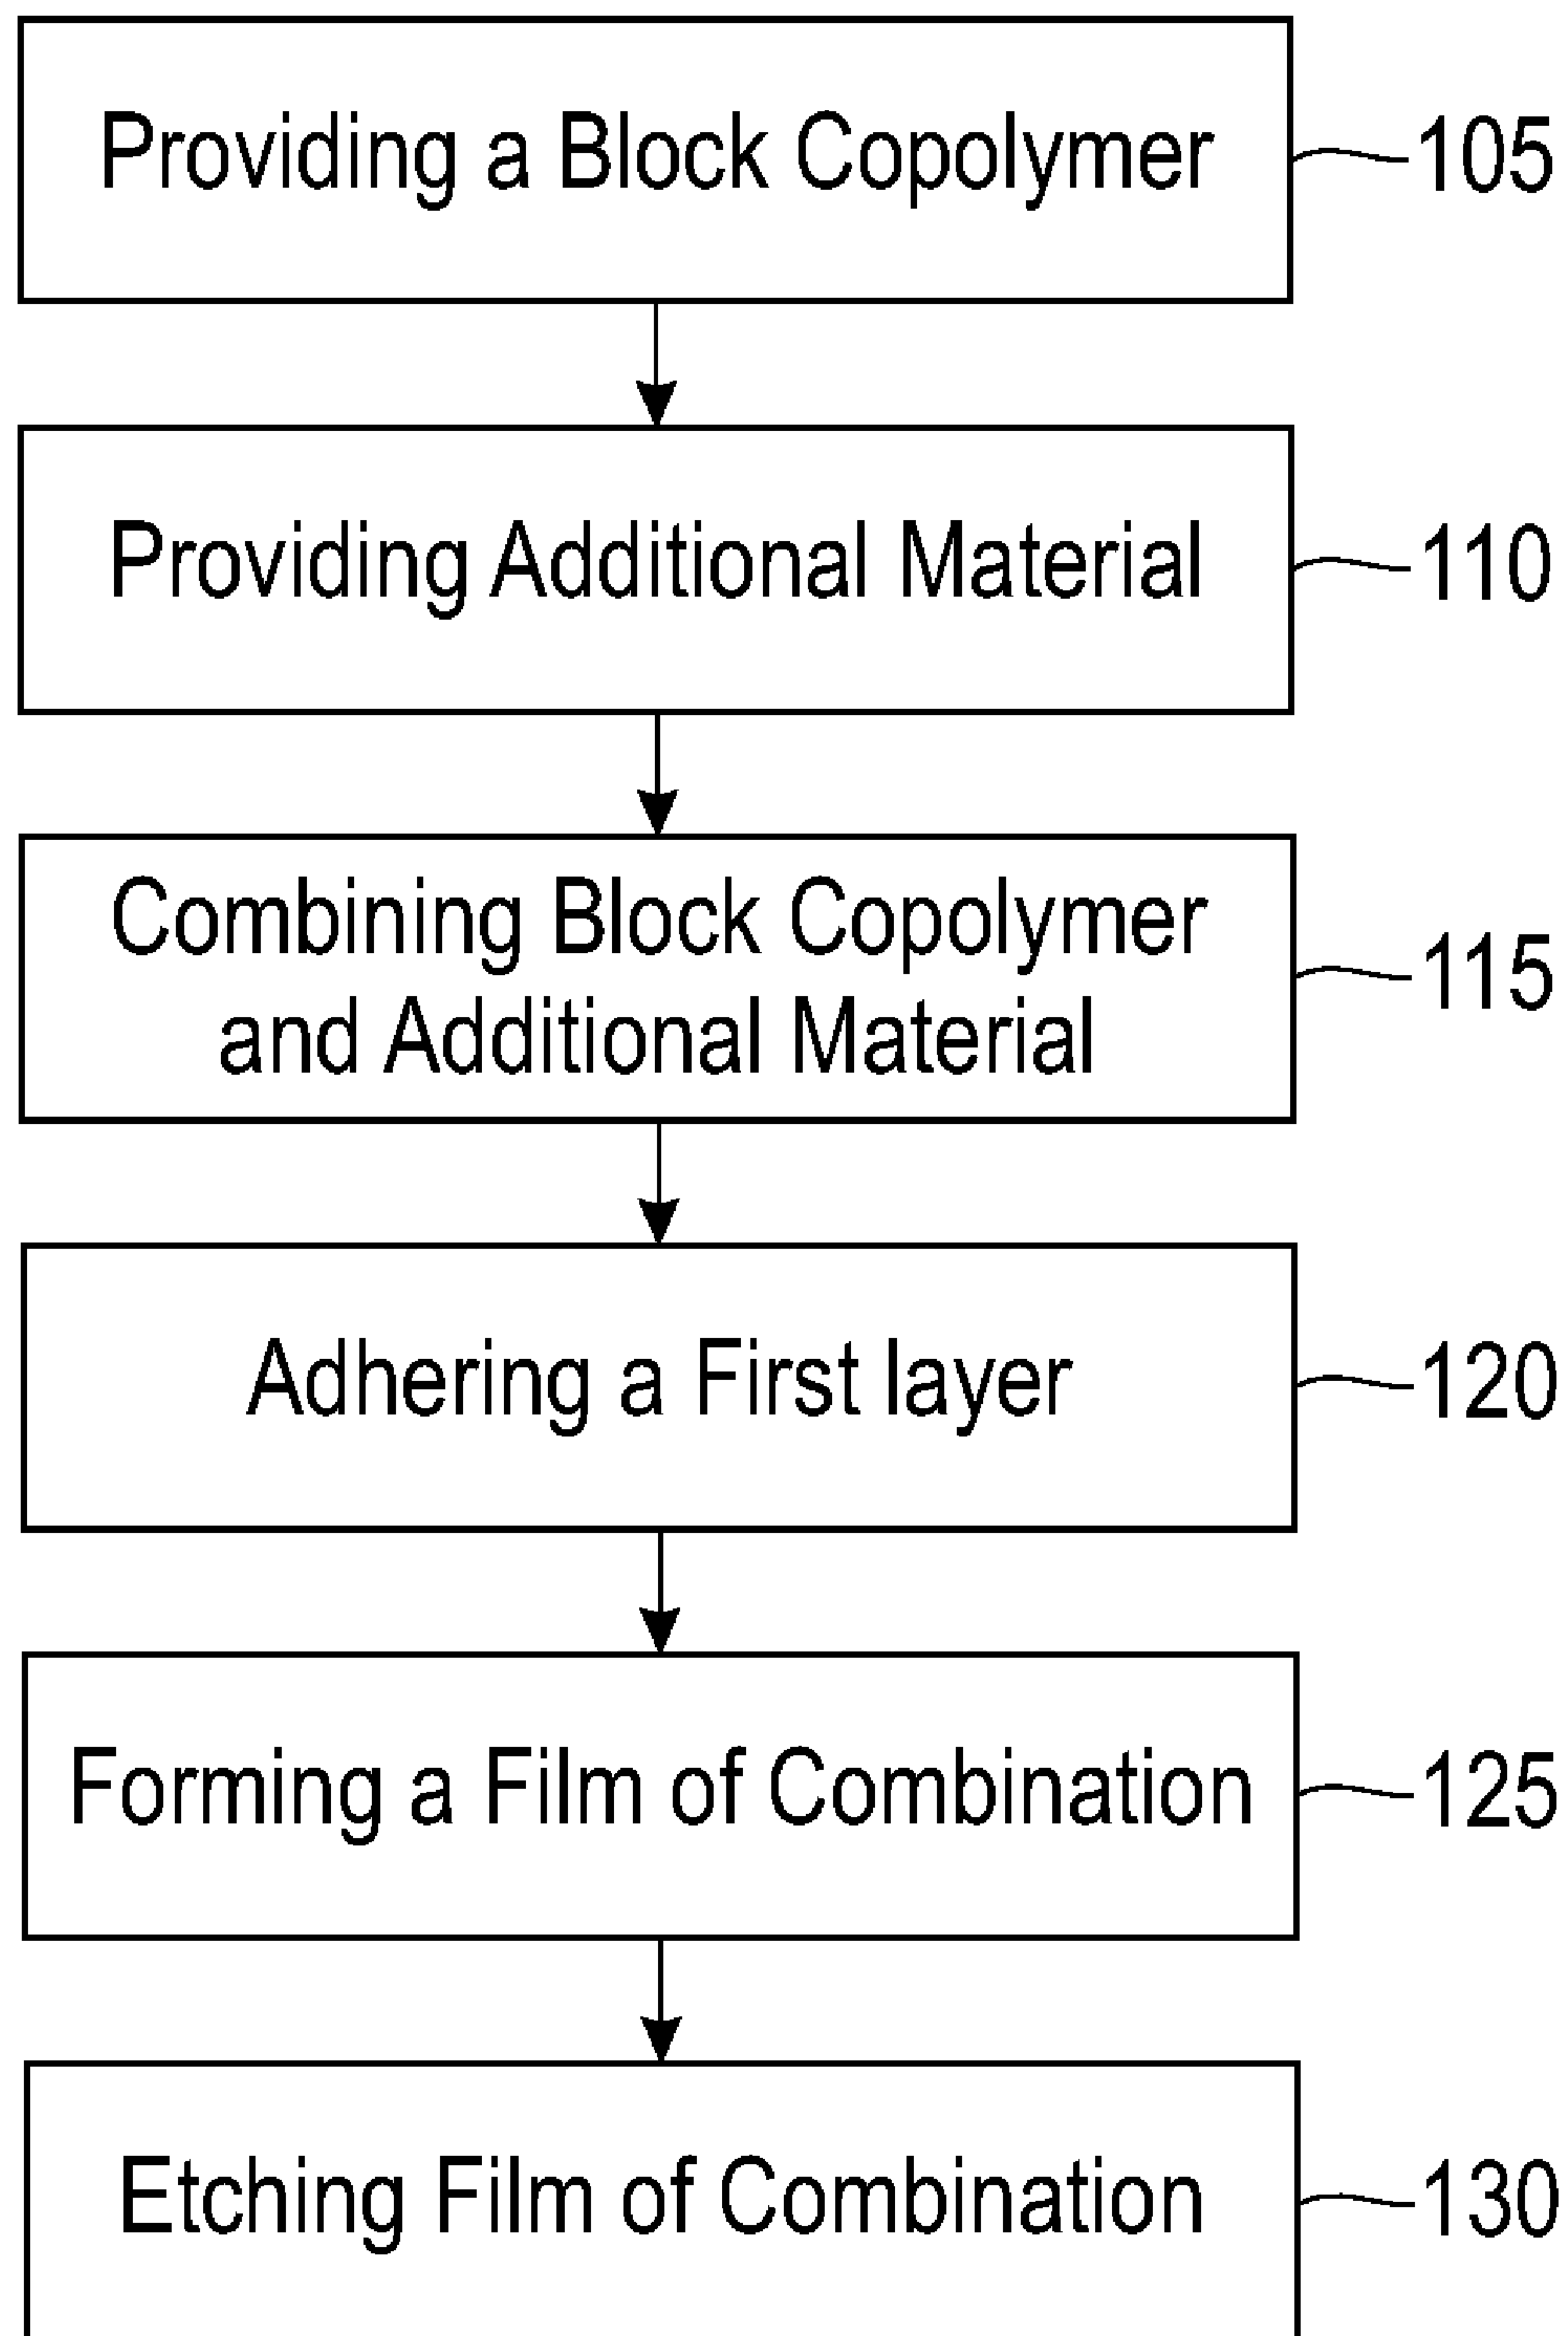 Providing a Block Copolymer
105
Providing Additional Material
110
Combining Block Copolymer
and Additional Material
115
Adhering a First layer
120
Forming a Film of Combination
125
Etching Film of Combination
130